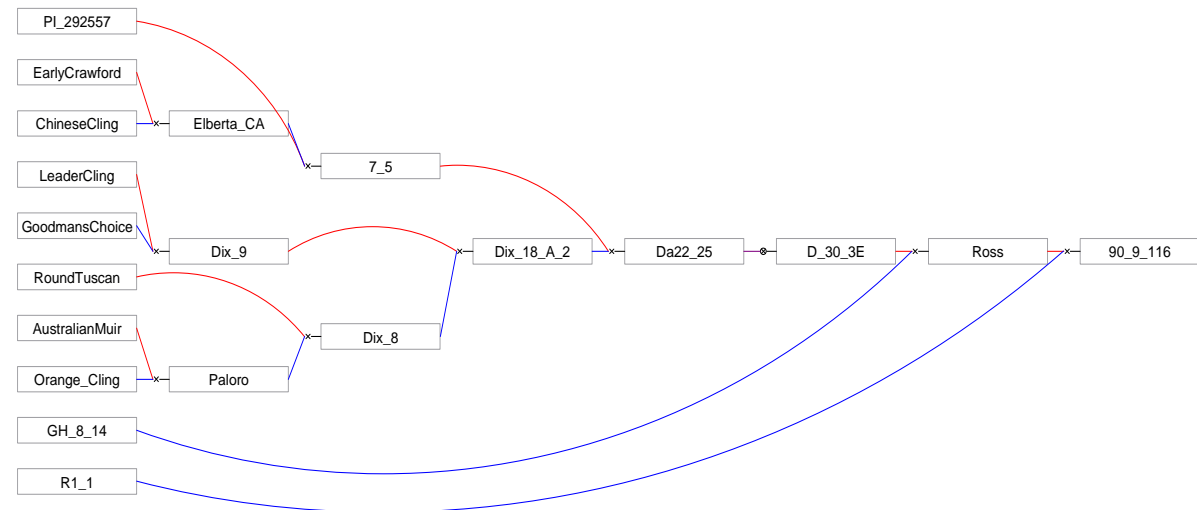 PI_292557
EarlyCrawford
ChineseCling
Elberta_CA
7_5
LeaderCling
GoodmansChoice
Dix_9
Dix_18_A_2
Da22_25
D_30_3E
Ross
90_9_116
RoundTuscan
AustralianMuir
Dix_8
Orange_Cling
Paloro
GH_8_14
R1_1